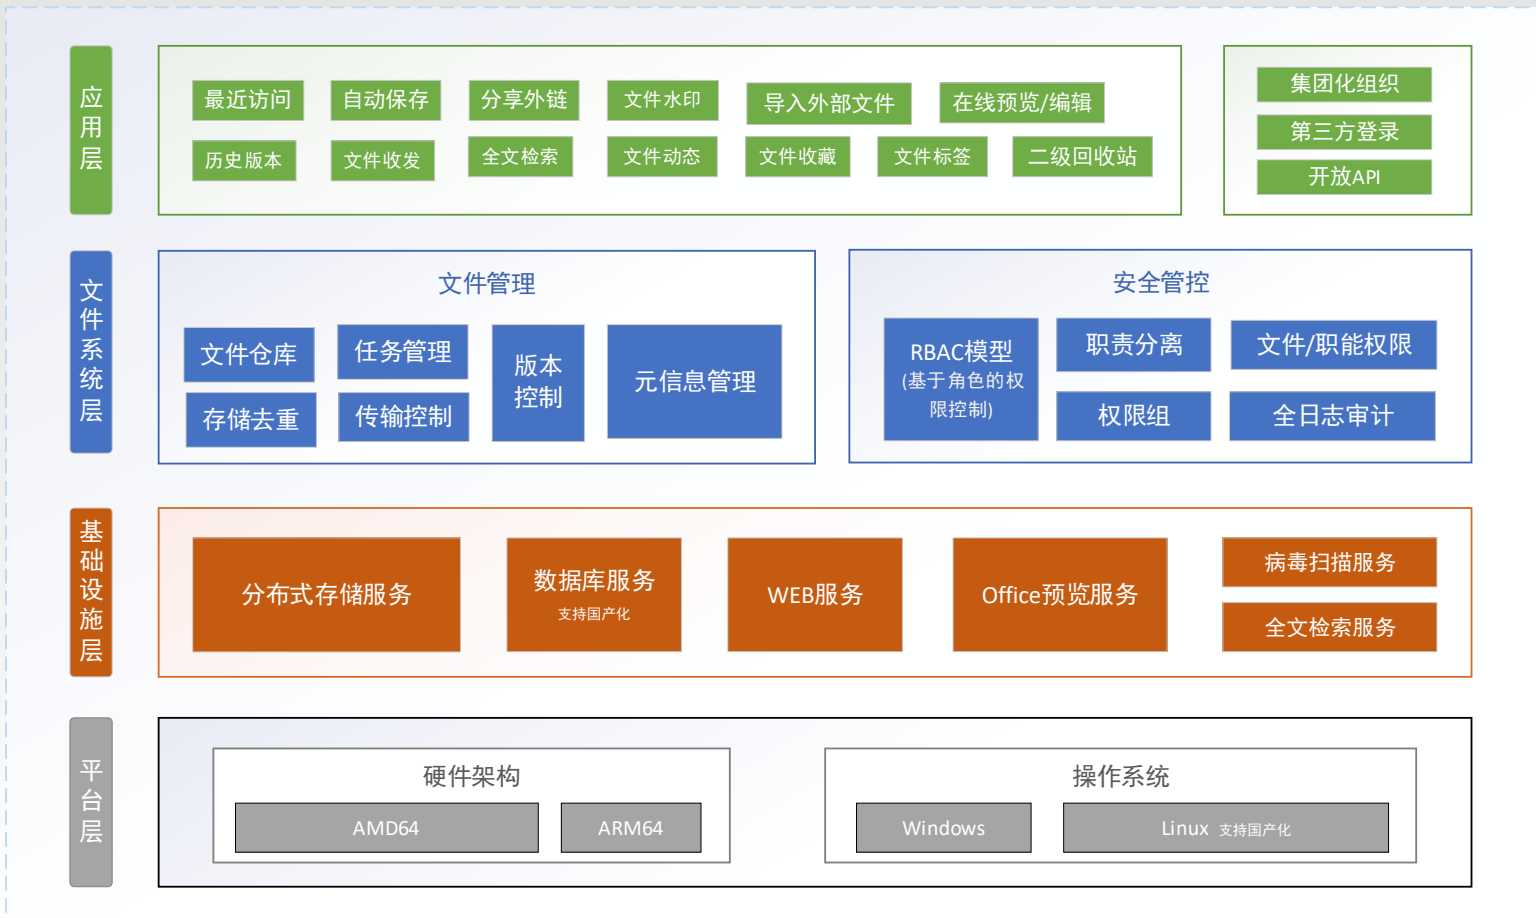 应用层
最近访问
自动保存
分享外链
文件水印
导入外部文件
在线预览/编辑
历史版本
文件收发
全文检索
文件动态
文件收藏
文件标签
二级回收站
集团化组织
第三方登录
开放API
文件系统层
文件管理
文件仓库
任务管理
存储去重
传输控制
版本
控制
元信息管理
安全管控
RBAC模型
(基于角色的权
限控制)
职责分离
文件/职能权限
权限组
全日志审计
基础设施层
分布式存储服务
数据库服务
支持国产化
WEB服务
Office预览服务
病毒扫描服务
全文检索服务
平台层
硬件架构
AMD64
ARM64
操作系统
Windows
Linux 支持国产化